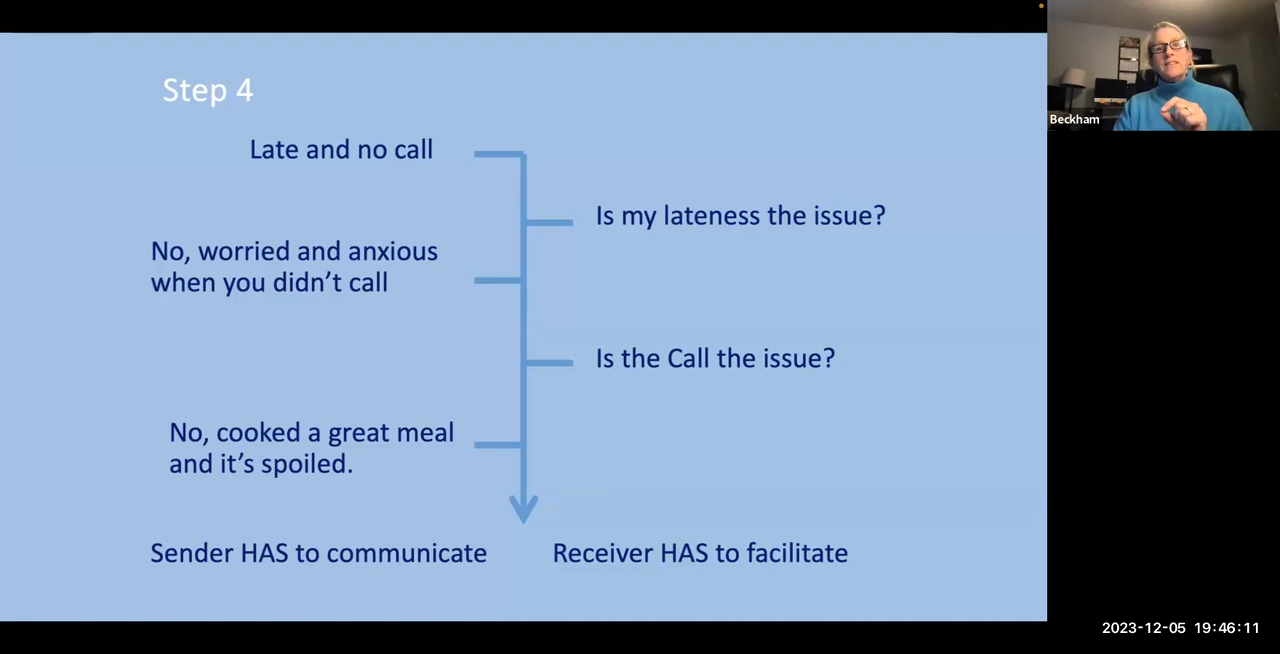 Step 4
Late and no call
Is my lateness the issue?
No, worried and anxious
when you didn’t call
Is the Call the issue?
No, cooked a great meal
and it’s spoiled.
Sender HAS to communicate
Receiver HAS to facilitate
Beckham
2023-12-05 19:46:11